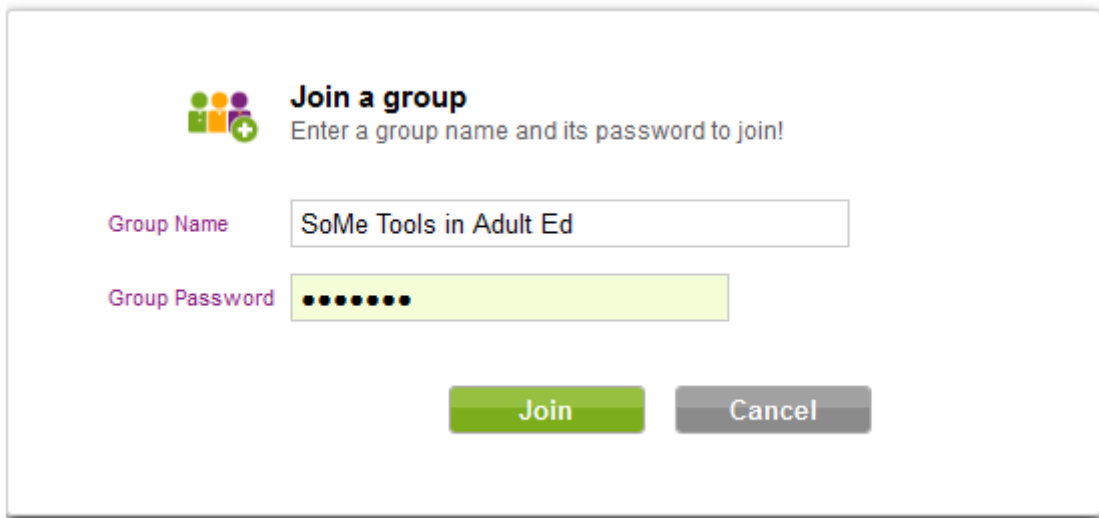 Join a group
Enter a group name and its password to join!
Group Name
SoMe Tools in Adult Ed
Group Password
•••••••
Join
Cancel